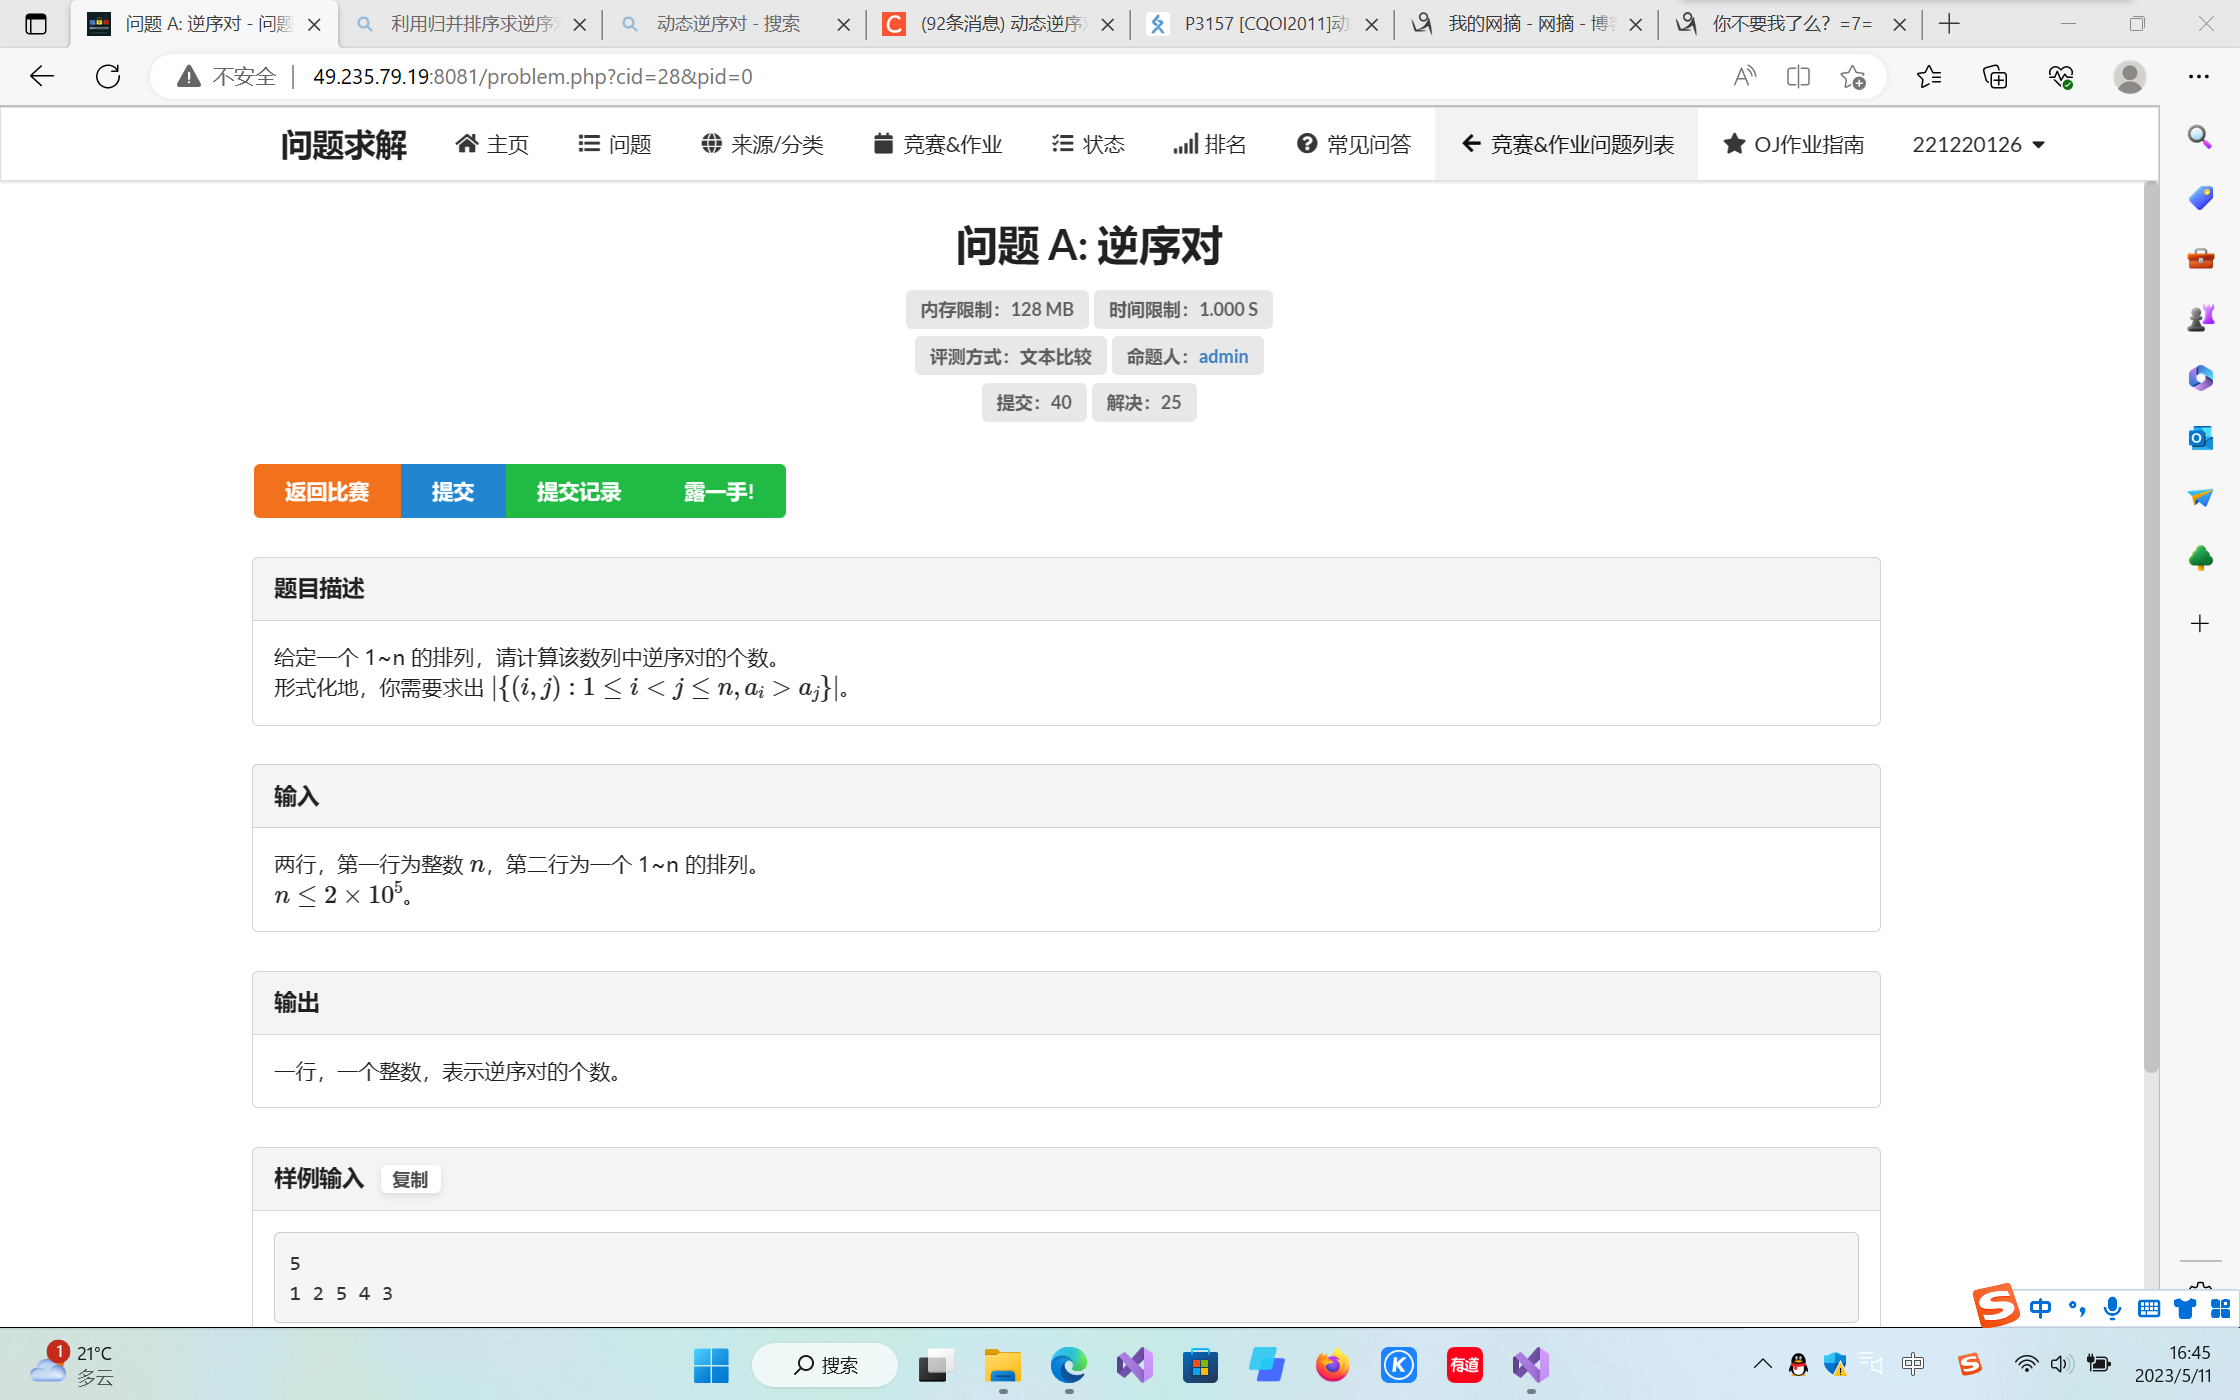 问题 A: 逆序对 - 问题
利用归并排序求逆序
动态逆序对 - 搜索
(92条消息) 动态逆序
P3157 [CQOI2011]动
我的网摘 - 网摘 - 博
你不要我了么？=7=
不安全 49.235.79.19:8081/problem.php?cid=28&pid=0
问题求解 主页 问题 来源/分类 竞赛&作业 状态 排名 常见问答 竞赛&作业问题列表 OJ作业指南 221220126
问题 A: 逆序对
内存限制：128 MB 时间限制：1.000 S
评测方式：文本比较 命题人：admin
提交：40 解决：25
返回比赛 提交 提交记录 露一手!
题目描述
给定一个 1~n 的排列，请计算该数列中逆序对的个数。
形式化地，你需要求出 |{(i, j) : 1 ≤ i < j ≤ n, a_i > a_j}|。
输入
两行，第一行为整数 n，第二行为一个 1~n 的排列。
n ≤ 2 × 10^5。
输出
一行，一个整数，表示逆序对的个数。
样例输入 复制
5
1 2 5 4 3
中
1 21°C
多云
搜索
有道
中
16:45
2023/5/11